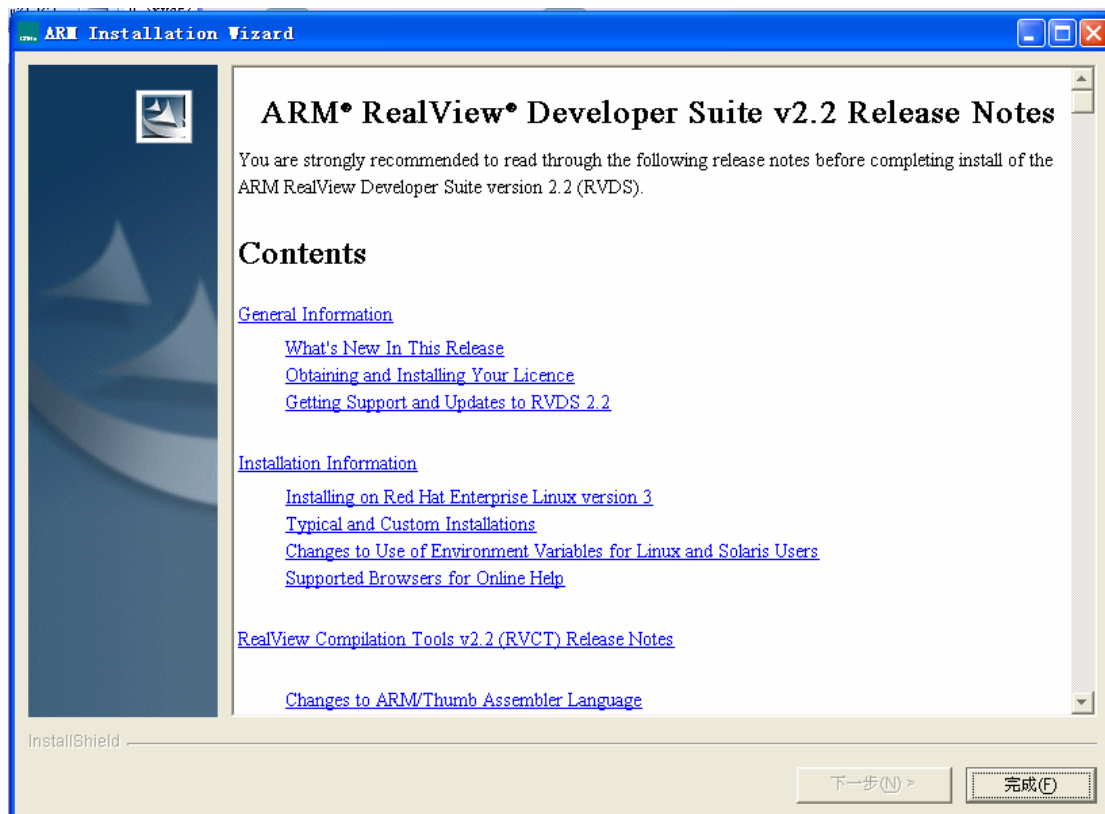 ARM Installation Wizard
ARM® RealView® Developer Suite v2.2 Release Notes
You are strongly recommended to read through the following release notes before completing install of the
ARM RealView Developer Suite version 2.2 (RVDS).
Contents
General Information
What's New In This Release
Obtaining and Installing Your Licence
Getting Support and Updates to RVDS 2.2
Installation Information
Installing on Red Hat Enterprise Linux version 3
Typical and Custom Installations
Changes to Use of Environment Variables for Linux and Solaris Users
Supported Browsers for Online Help
RealView Compilation Tools v2.2 (RVCT) Release Notes
Changes to ARM/Thumb Assembler Language
InstallShield
下一步(N) >
完成(F)